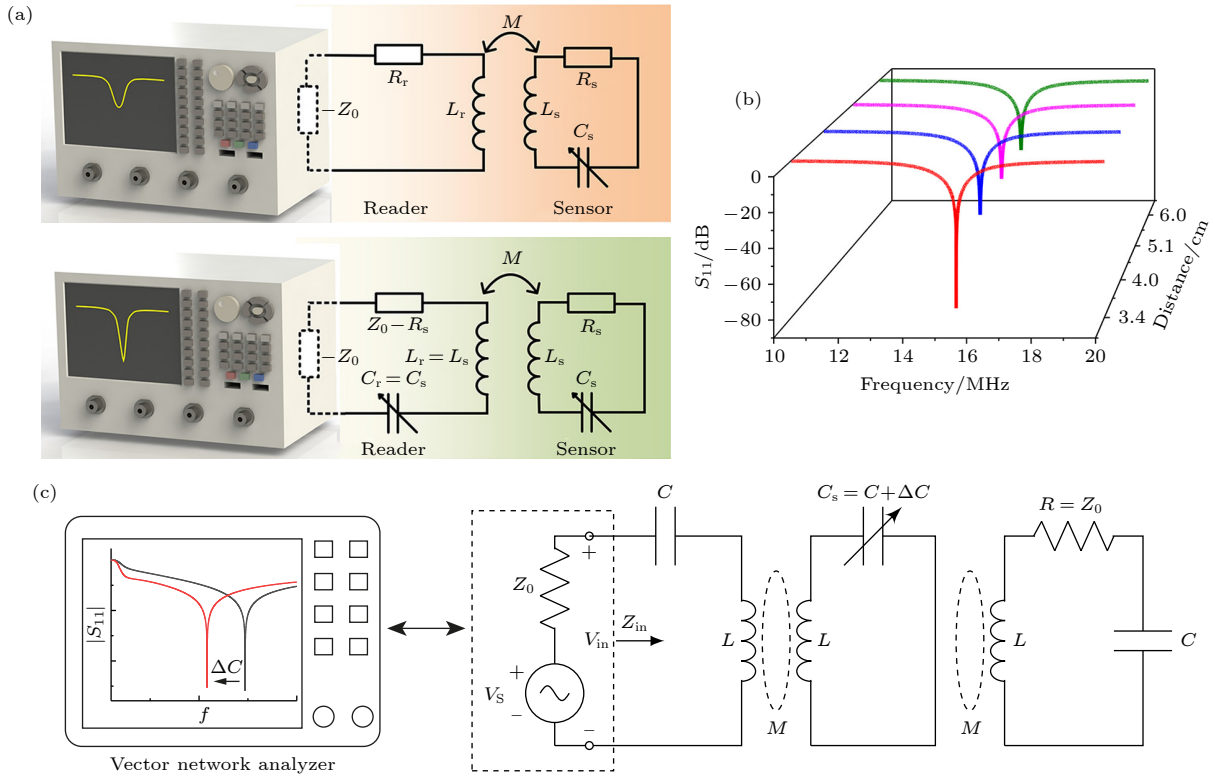 (a)
M
R_r
R_s
−Z_0
L_r
L_s
C_s
Reader
Sensor
M
Z_0−R_s
R_s
−Z_0
L_r=L_s
L_s
C_r=C_s
C_s
Reader
Sensor
(b)
0
−20
−40
−60
−80
S_11/dB
10
12
14
16
18
20
Frequency/MHz
6.0
5.1
4.0
3.4
Distance/cm
(c)
|S_11|
ΔC
f
Vector network analyzer
Z_0
+
V_S
−
+
V_in
−
Z_in
C
L
M
C_s=C+ΔC
L
M
R=Z_0
L
C